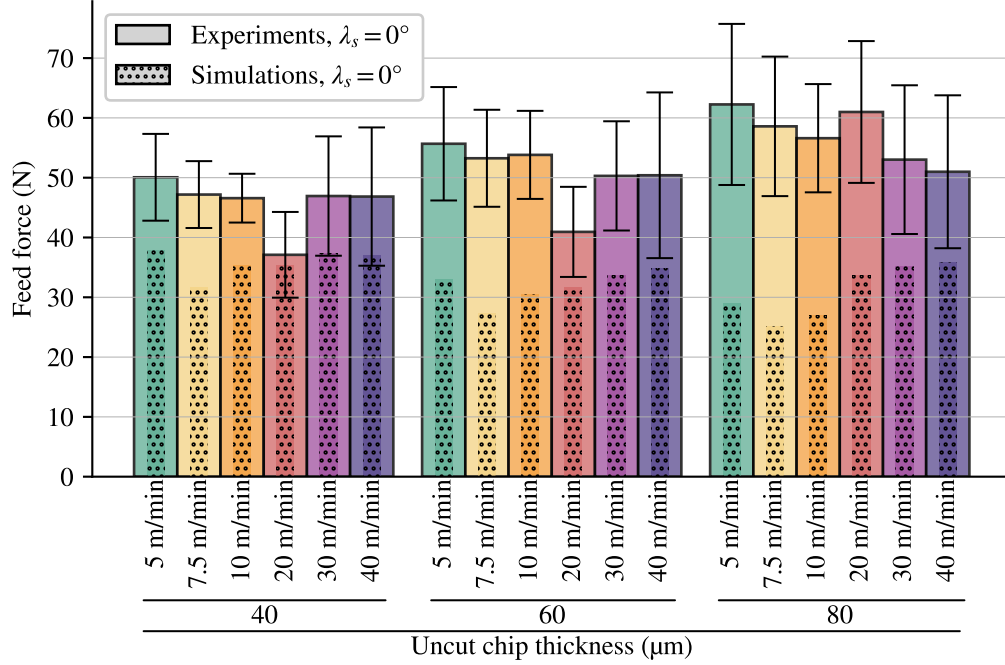 Experiments, λs = 0°
Simulations, λs = 0°
Feed force (N)
70
60
50
40
30
20
10
0
5 m/min
7.5 m/min
10 m/min
20 m/min
30 m/min
40 m/min
5 m/min
7.5 m/min
10 m/min
20 m/min
30 m/min
40 m/min
5 m/min
7.5 m/min
10 m/min
20 m/min
30 m/min
40 m/min
40
60
80
Uncut chip thickness (µm)